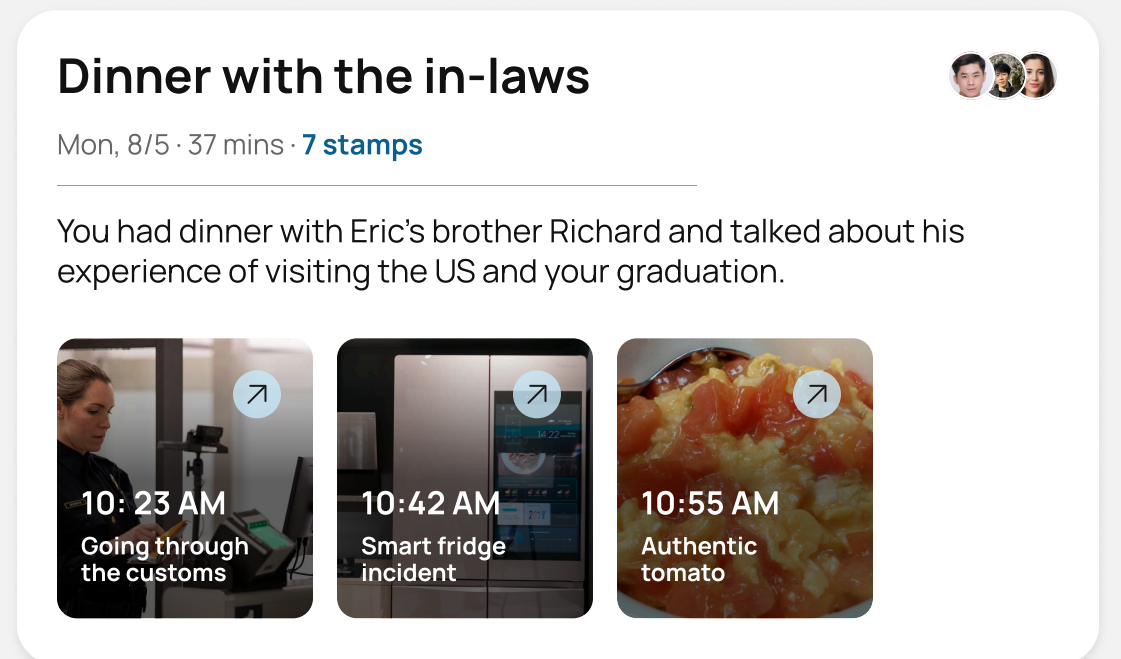 Dinner with the in-laws
Mon, 8/5 · 37 mins · 7 stamps
You had dinner with Eric’s brother Richard and talked about his
experience of visiting the US and your graduation.
10: 23 AM
Going through
the customs
14:22
10:42 AM
Smart fridge
incident
10:55 AM
Authentic
tomato